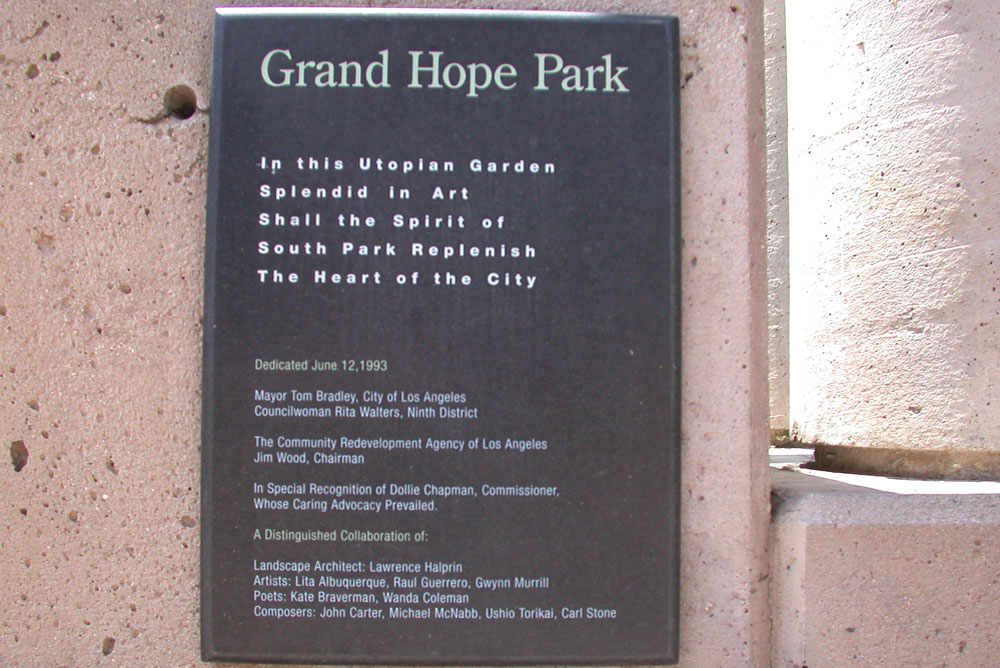 Grand Hope Park
In this Utopian Garden
Splendid in Art
Shall the Spirit of
South Park Replenish
The Heart of the City
Dedicated June 12,1993
Mayor Tom Bradley, City of Los Angeles
Councilwoman Rita Walters, Ninth District
The Community Redevelopment Agency of Los Angeles
Jim Wood, Chairman
In Special Recognition of Dollie Chapman, Commissioner,
Whose Caring Advocacy Prevailed.
A Distinguished Collaboration of:
Landscape Architect: Lawrence Halprin
Artists: Lita Albuquerque, Raul Guerrero, Gwynn Murrill
Poets: Kate Braverman, Wanda Coleman
Composers: John Carter, Michael McNabb, Ushio Torikai, Carl Stone